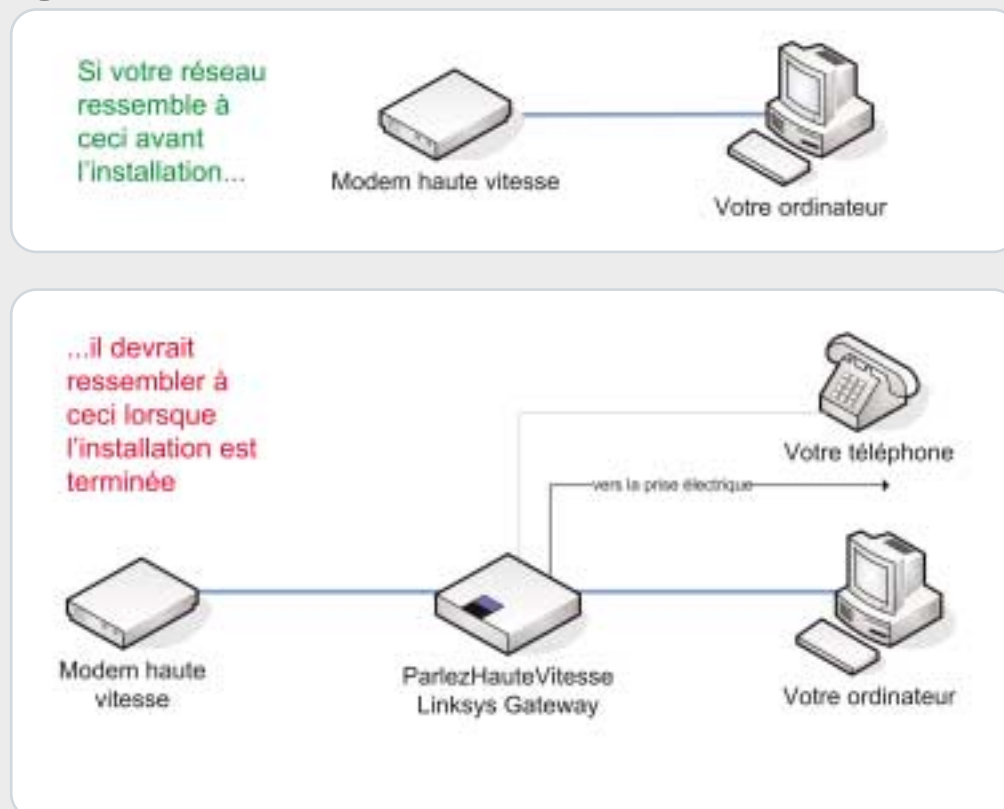 Si votre réseau
ressemble à
ceci avant
l'installation...
Modem haute vitesse
Votre ordinateur
...il devrait
ressembler à
ceci lorsque
l'installation est
terminée
Votre téléphone
vers la prise électrique
Modem haute
vitesse
ParlezHauteVitesse
Linksys Gateway
Votre ordinateur